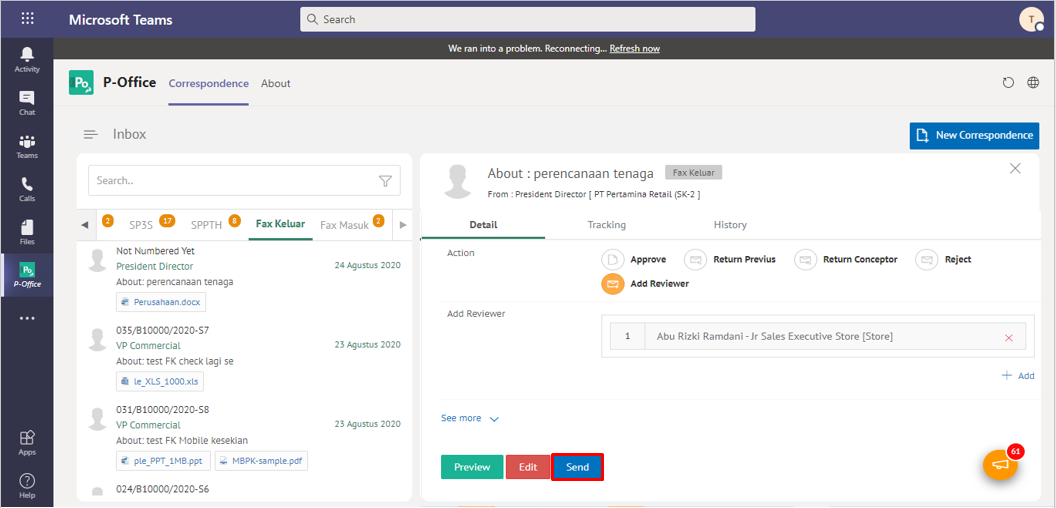 Microsoft Teams
Search
T
We ran into a problem. Reconnecting... Refresh now
Activity
Chat
Teams
Calls
Files
P-Office
Apps
Help
Po
P-Office
Correspondence
About
Inbox
New Correspondence
Search..
2
SP3S 17
SPPTH 8
Fax Keluar
Fax Masuk 2
Not Numbered Yet
President Director
24 Agustus 2020
About: perencanaan tenaga
Perusahaan.docx
035/B10000/2020-S7
VP Commercial
23 Agustus 2020
About: test FK check lagi se
le_XLS_1000.xls
031/B10000/2020-S8
VP Commercial
23 Agustus 2020
About: test FK Mobile kesekian
ple_PPT_1MB.ppt
MBPK-sample.pdf
024/B10000/2020-S6
About : perencanaan tenaga
Fax Keluar
From : President Director [ PT Pertamina Retail (SK-2 ]
Detail
Tracking
History
Action
Approve
Return Previus
Return Conceptor
Reject
Add Reviewer
Add Reviewer
1
Abu Rizki Ramdani - Jr Sales Executive Store [Store]
Add
See more
Preview
Edit
Send
61